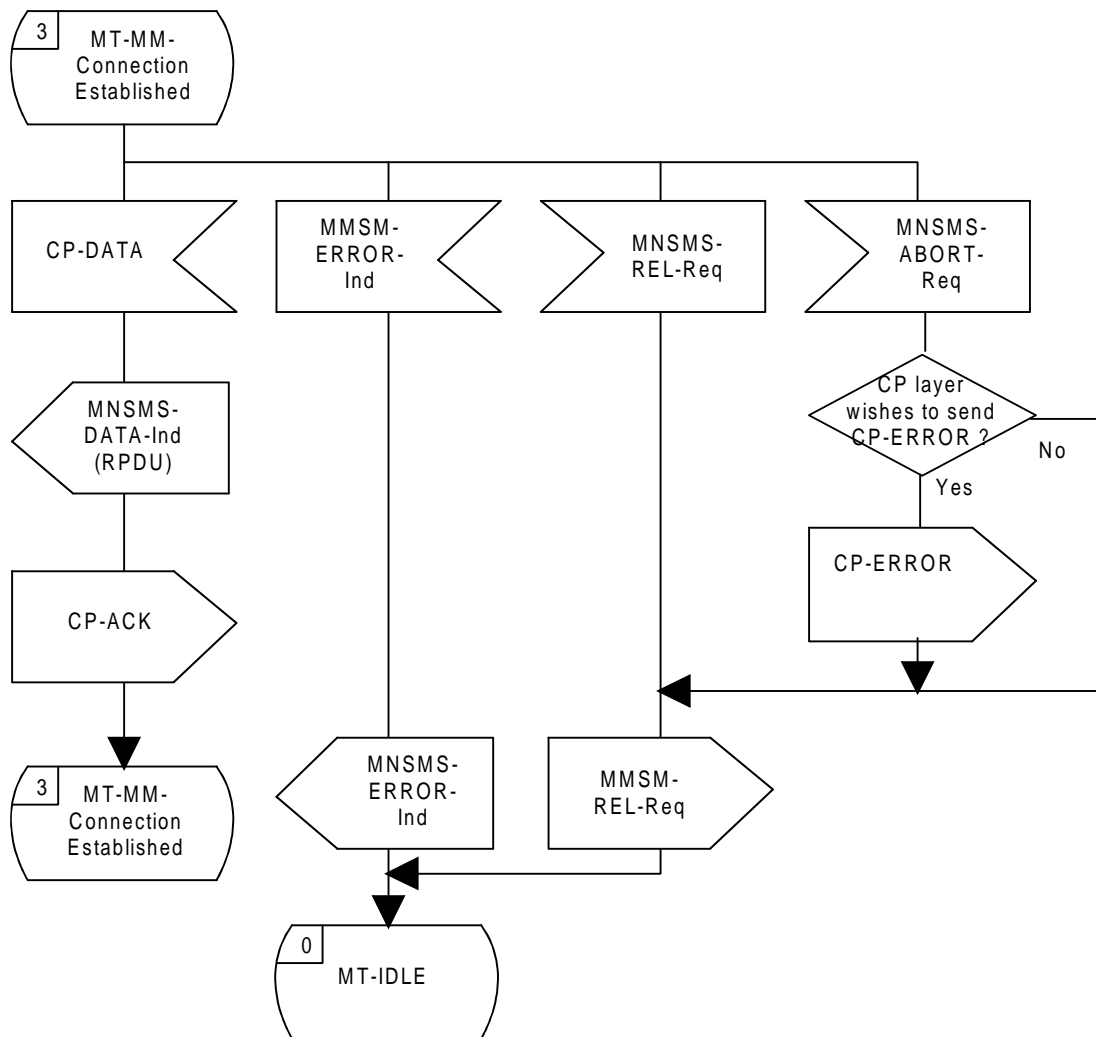 3
MT-MM-
Connection
Established
CP-DATA
MMSM-
ERROR-
Ind
MNSMS-
REL-Req
MNSMS-
ABORT-
Req
CP layer
wishes to send
CP-ERROR ?
No
Yes
MNSMS-
DATA-Ind
(RPDU)
CP-ERROR
CP-ACK
3
MT-MM-
Connection
Established
MNSMS-
ERROR-
Ind
MMSM-
REL-Req
0
MT-IDLE